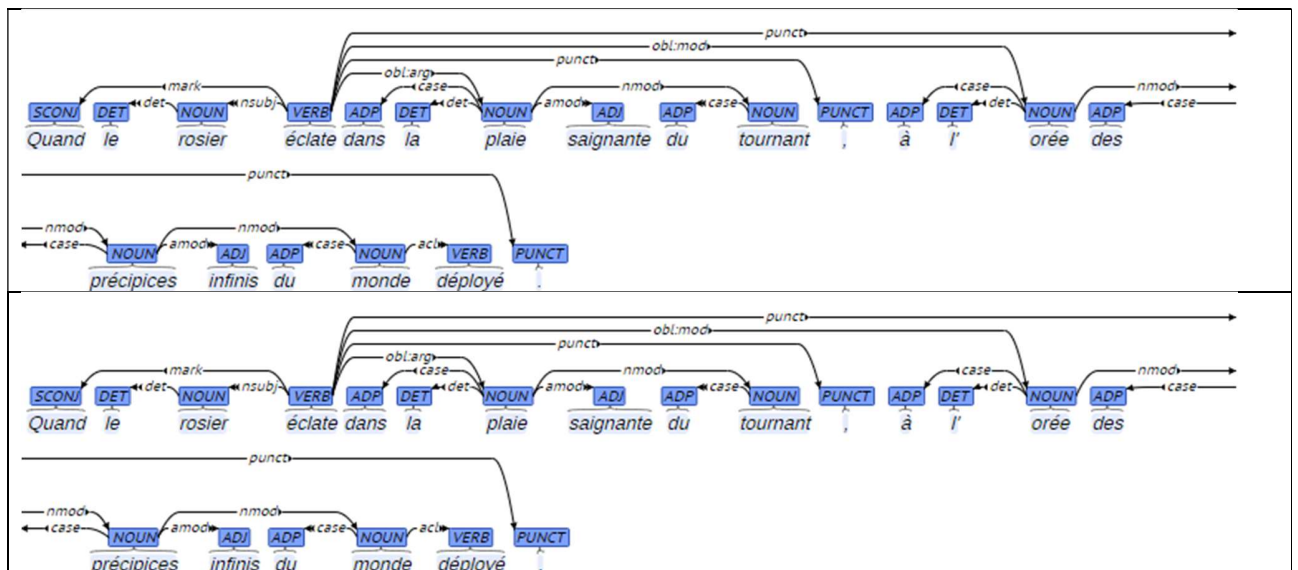 punct
obl:mod
punct
obl:arg
mark case nmod case nmod
det nsubj det amod case det case
SCONJ DET NOUN VERB ADP DET NOUN ADJ ADP NOUN PUNCT ADP DET NOUN ADP
Quand le rosier éclate dans la plaie saignante du tournant , à l' orée des
punct
nmod nmod
case amod case acl
NOUN ADJ ADP NOUN VERB PUNCT
précipices infinis du monde déployé .
punct
obl:mod
punct
obl:arg
mark case nmod case nmod
det nsubj det amod case det case
SCONJ DET NOUN VERB ADP DET NOUN ADJ ADP NOUN PUNCT ADP DET NOUN ADP
Quand le rosier éclate dans la plaie saignante du tournant , à l' orée des
punct
nmod nmod
case amod case acl
NOUN ADJ ADP NOUN VERB PUNCT
précipices infinis du monde déployé .